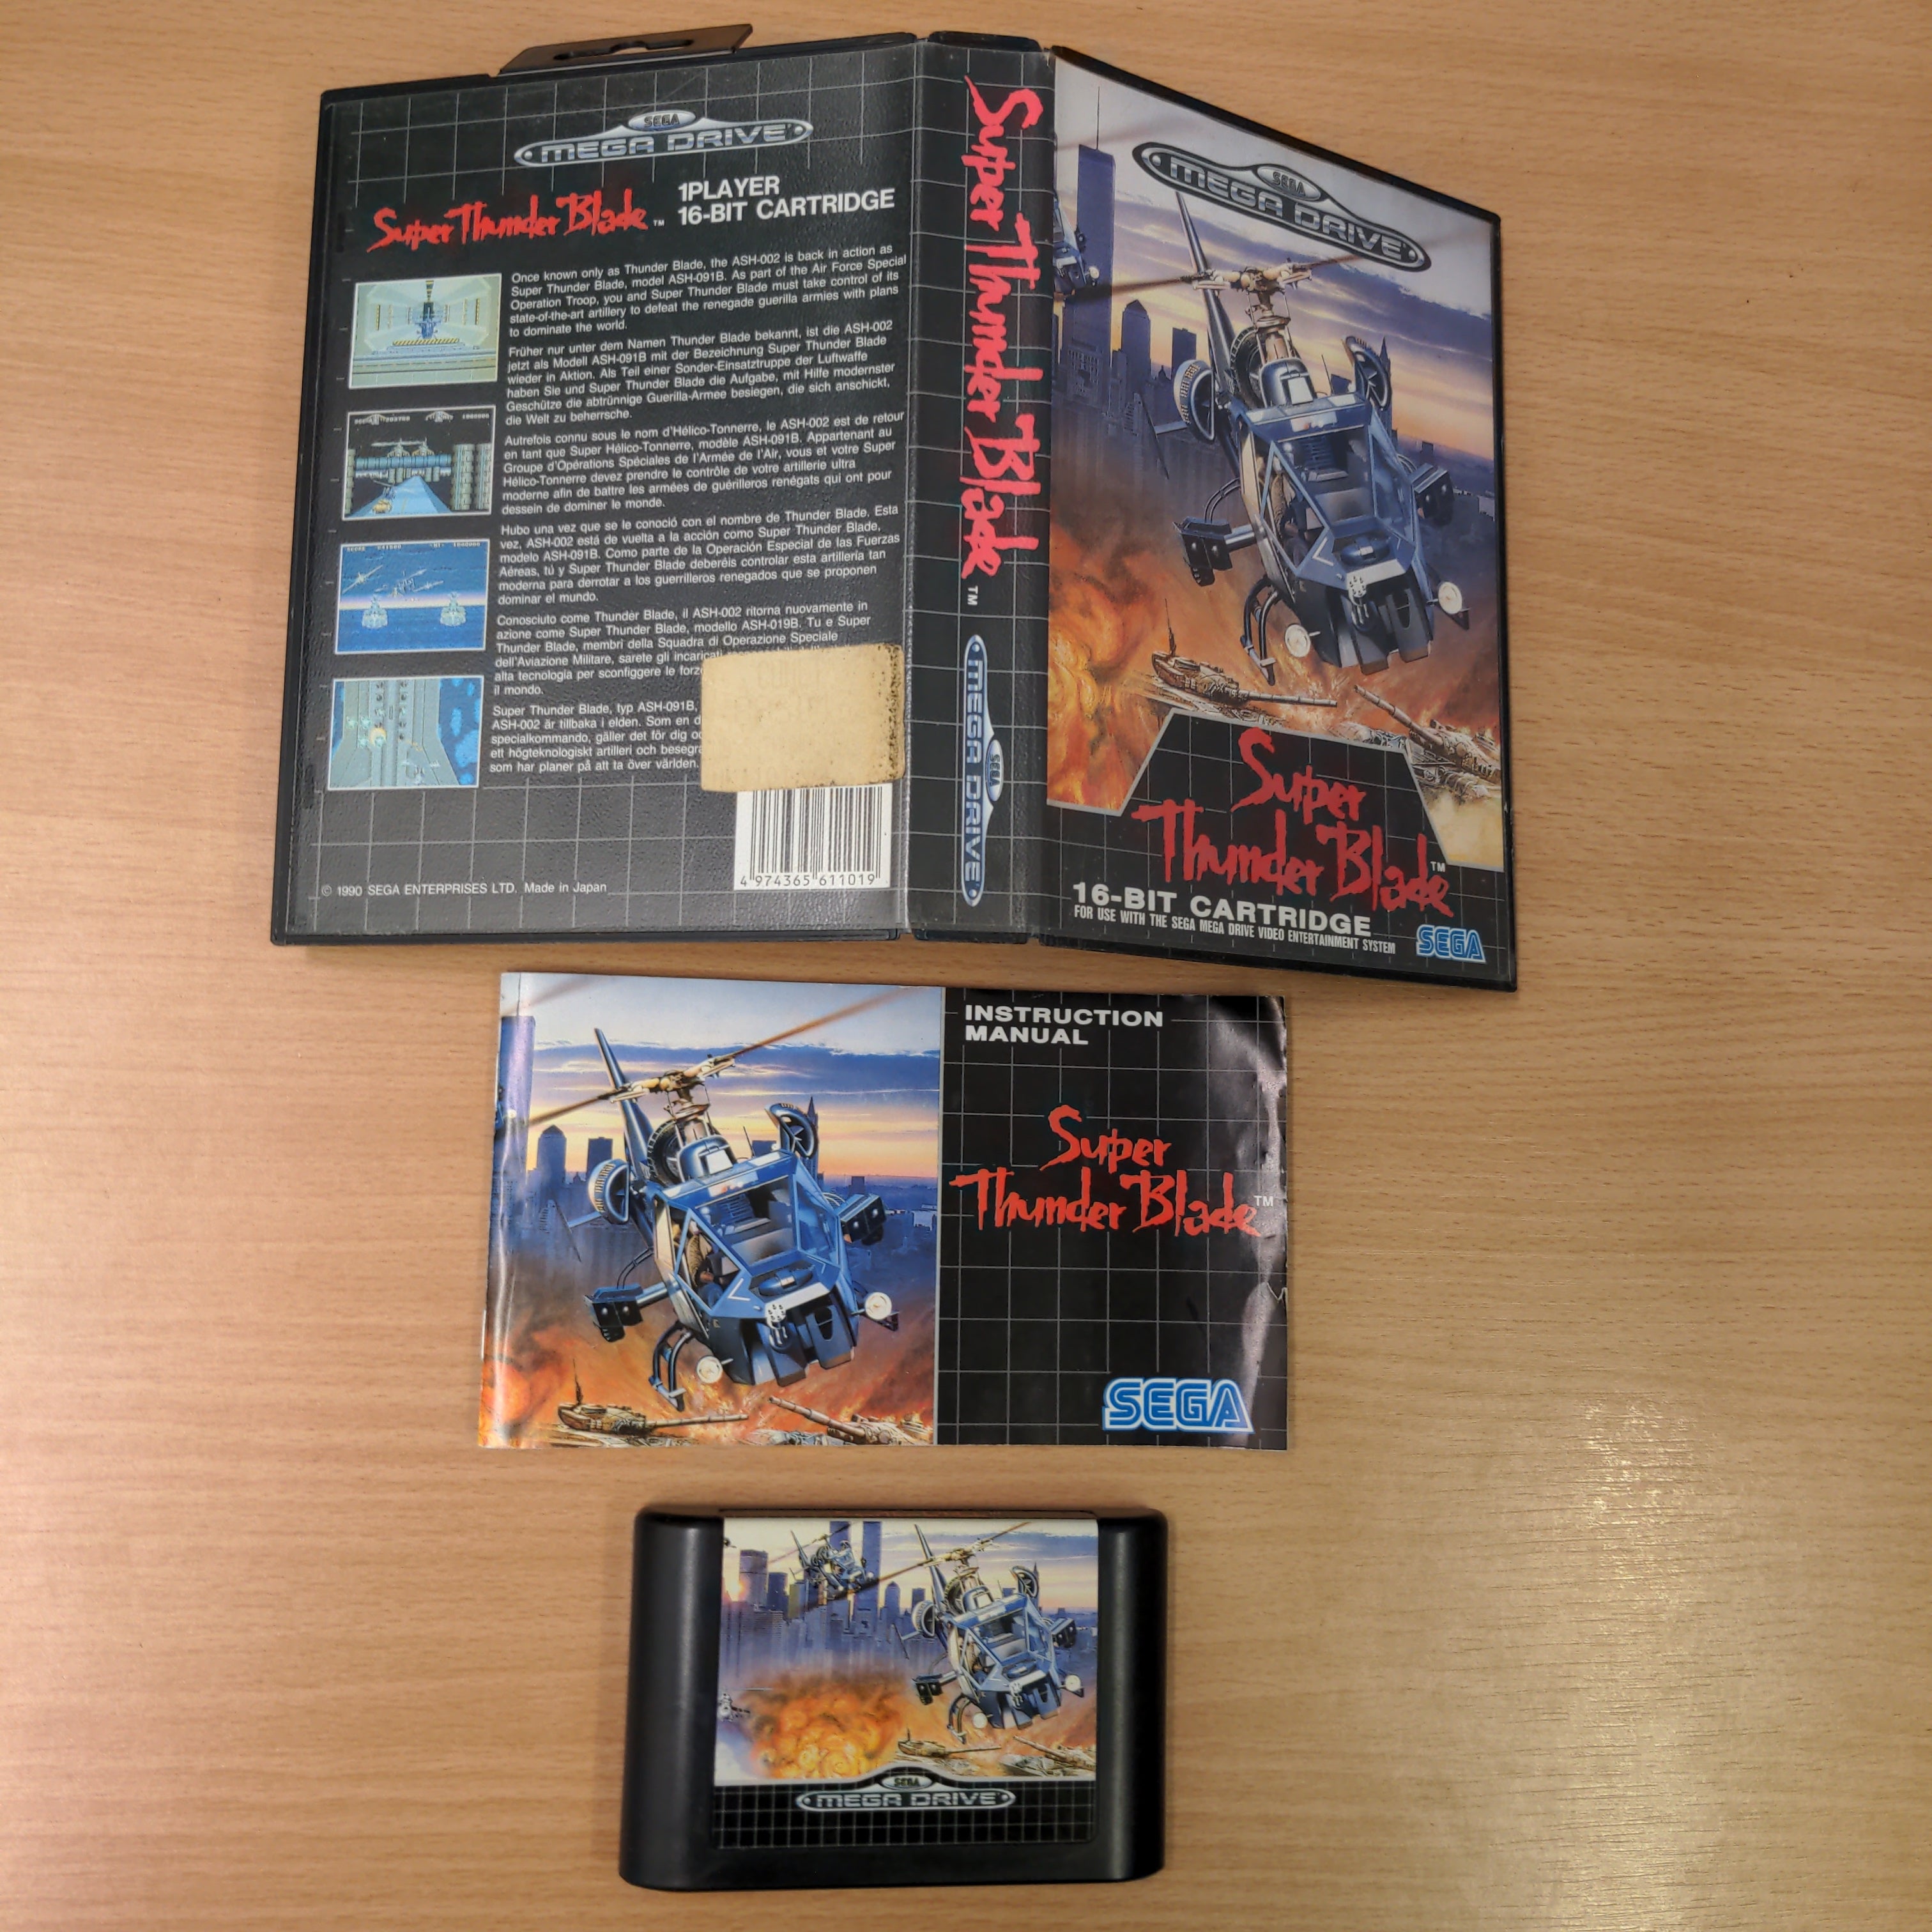 SEGA
MEGA DRIVE
Super Thunder Blade™
1PLAYER
16-BIT CARTRIDGE
Once known only as Thunder Blade, the ASH-002 is back in action as
Super Thunder Blade, model ASH-091B. As part of the Air Force Special
Operation Troop, you and Super Thunder Blade must take control of its
state-of-the-art artillery to defeat the renegade guerilla armies with plans
to dominate the world.
Früher nur unter dem Namen Thunder Blade bekannt, ist die ASH-002
jetzt als Modell ASH-091B mit der Bezeichnung Super Thunder Blade
wieder in Aktion. Als Teil einer Sonder-Einsatztruppe der Luftwaffe
haben Sie und Super Thunder Blade die Aufgabe, mit Hilfe modernster
Geschütze die abtrünnige Guerilla-Armee besiegen, die sich anschickt,
die Welt zu beherrsche.
Autrefois connu sous le nom d'Hélico-Tonnerre, le ASH-002 est de retour
en tant que Super Hélico-Tonnerre, modèle ASH-091B. Appartenant au
Groupe d'Opérations Spéciales de l'Armée de l'Air, vous et votre Super
Hélico-Tonnerre devez prendre le contrôle de votre artillerie ultra
moderne afin de battre les armées de guérilleros renégats qui ont pour
dessein de dominer le monde.
Hubo una vez que se le conoció con el nombre de Thunder Blade. Esta
vez, ASH-002 está de vuelta a la acción como Super Thunder Blade,
modelo ASH-091B. Como parte de la Operación Especial de las Fuerzas
Aéreas, tú y Super Thunder Blade deberéis controlar esta artillería tan
moderna para derrotar a los guerrilleros renegados que se proponen
dominar el mundo.
Conosciuto come Thunder Blade, il ASH-002 ritorna nuovamente in
azione come Super Thunder Blade, modello ASH-019B. Tu e Super
Thunder Blade, membri della Squadra di Operazione Speciale
dell'Aviazione Militare, sarete gli incaricati
alta tecnologia per sconfiggere le forz
il mondo.
Super Thunder Blade, typ ASH-091B,
ASH-002 är tillbaka i elden. Som en d
specialkommando, gäller det för dig oc
ett högteknologiskt artilleri och besegra
som har planer på att ta över världen.
4 974365 611019
© 1990 SEGA ENTERPRISES LTD. Made in Japan
Super Thunder Blade™
SEGA
MEGA DRIVE
SEGA
MEGA DRIVE
Super
Thunder Blade™
16-BIT CARTRIDGE
FOR USE WITH THE SEGA MEGA DRIVE VIDEO ENTERTAINMENT SYSTEM
SEGA
INSTRUCTION
MANUAL
Super
Thunder Blade™
SEGA
SEGA
MEGA DRIVE